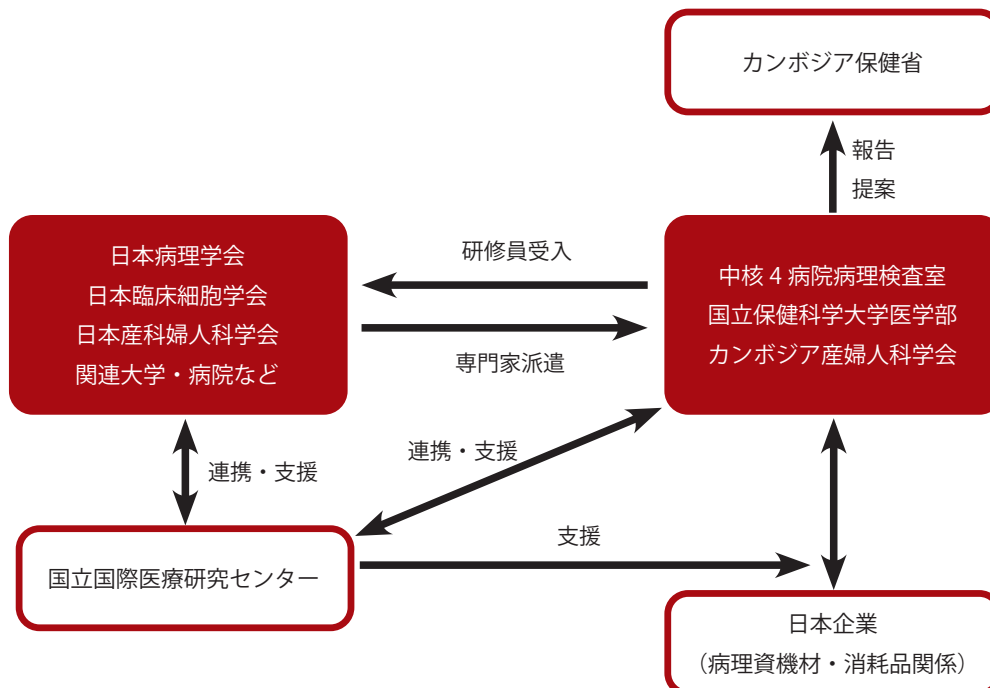 カンボジア保健省
報告
提案
日本病理学会
日本臨床細胞学会
日本産科婦人科学会
関連大学・病院など
研修員受入
専門家派遣
中核 4 病院病理検査室
国立保健科学大学医学部
カンボジア産婦人科学会
連携・支援
連携・支援
国立国際医療研究センター
支援
日本企業
（病理資機材・消耗品関係）